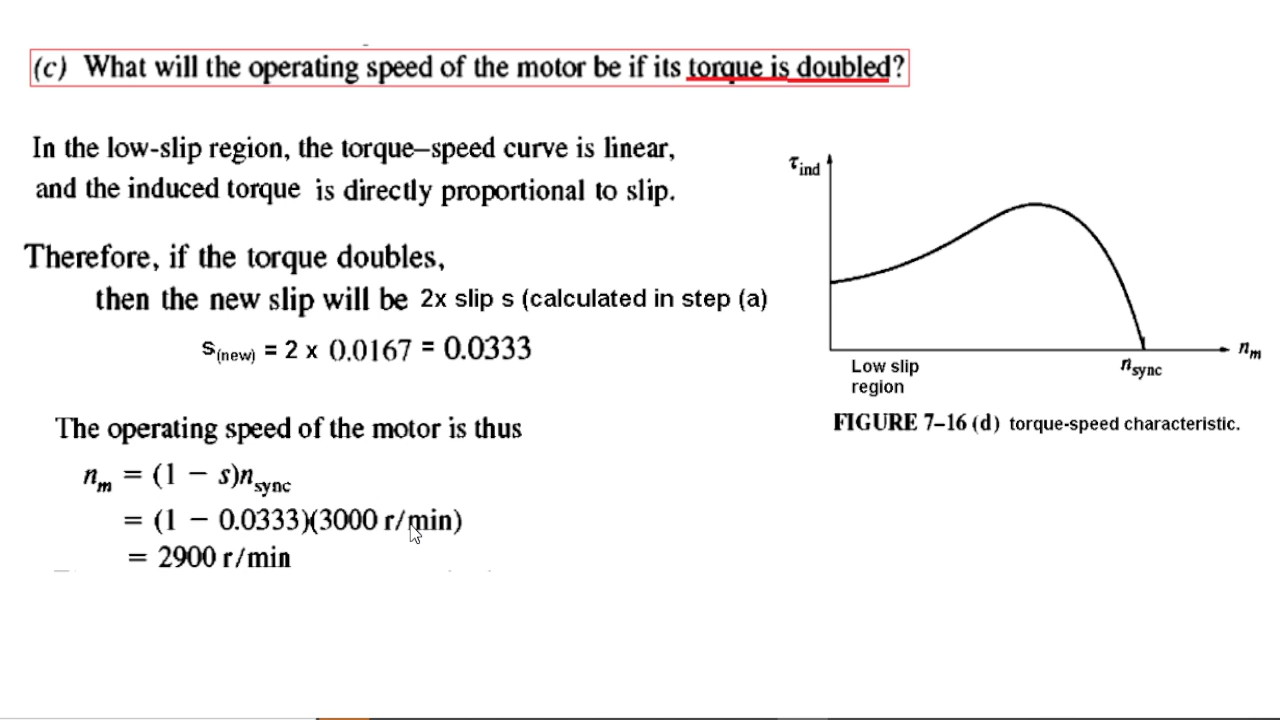 (c) What will the operating speed of the motor be if its torque is doubled?
In the low-slip region, the torque–speed curve is linear,
and the induced torque is directly proportional to slip.
Therefore, if the torque doubles,
then the new slip will be 2x slip s (calculated in step (a)
s(new) = 2 x 0.0167 = 0.0333
The operating speed of the motor is thus
nm = (1 − s)nsync
= (1 − 0.0333)(3000 r/min)
= 2900 r/min
τind
nm
Low slip
region
nsync
FIGURE 7–16 (d) torque-speed characteristic.